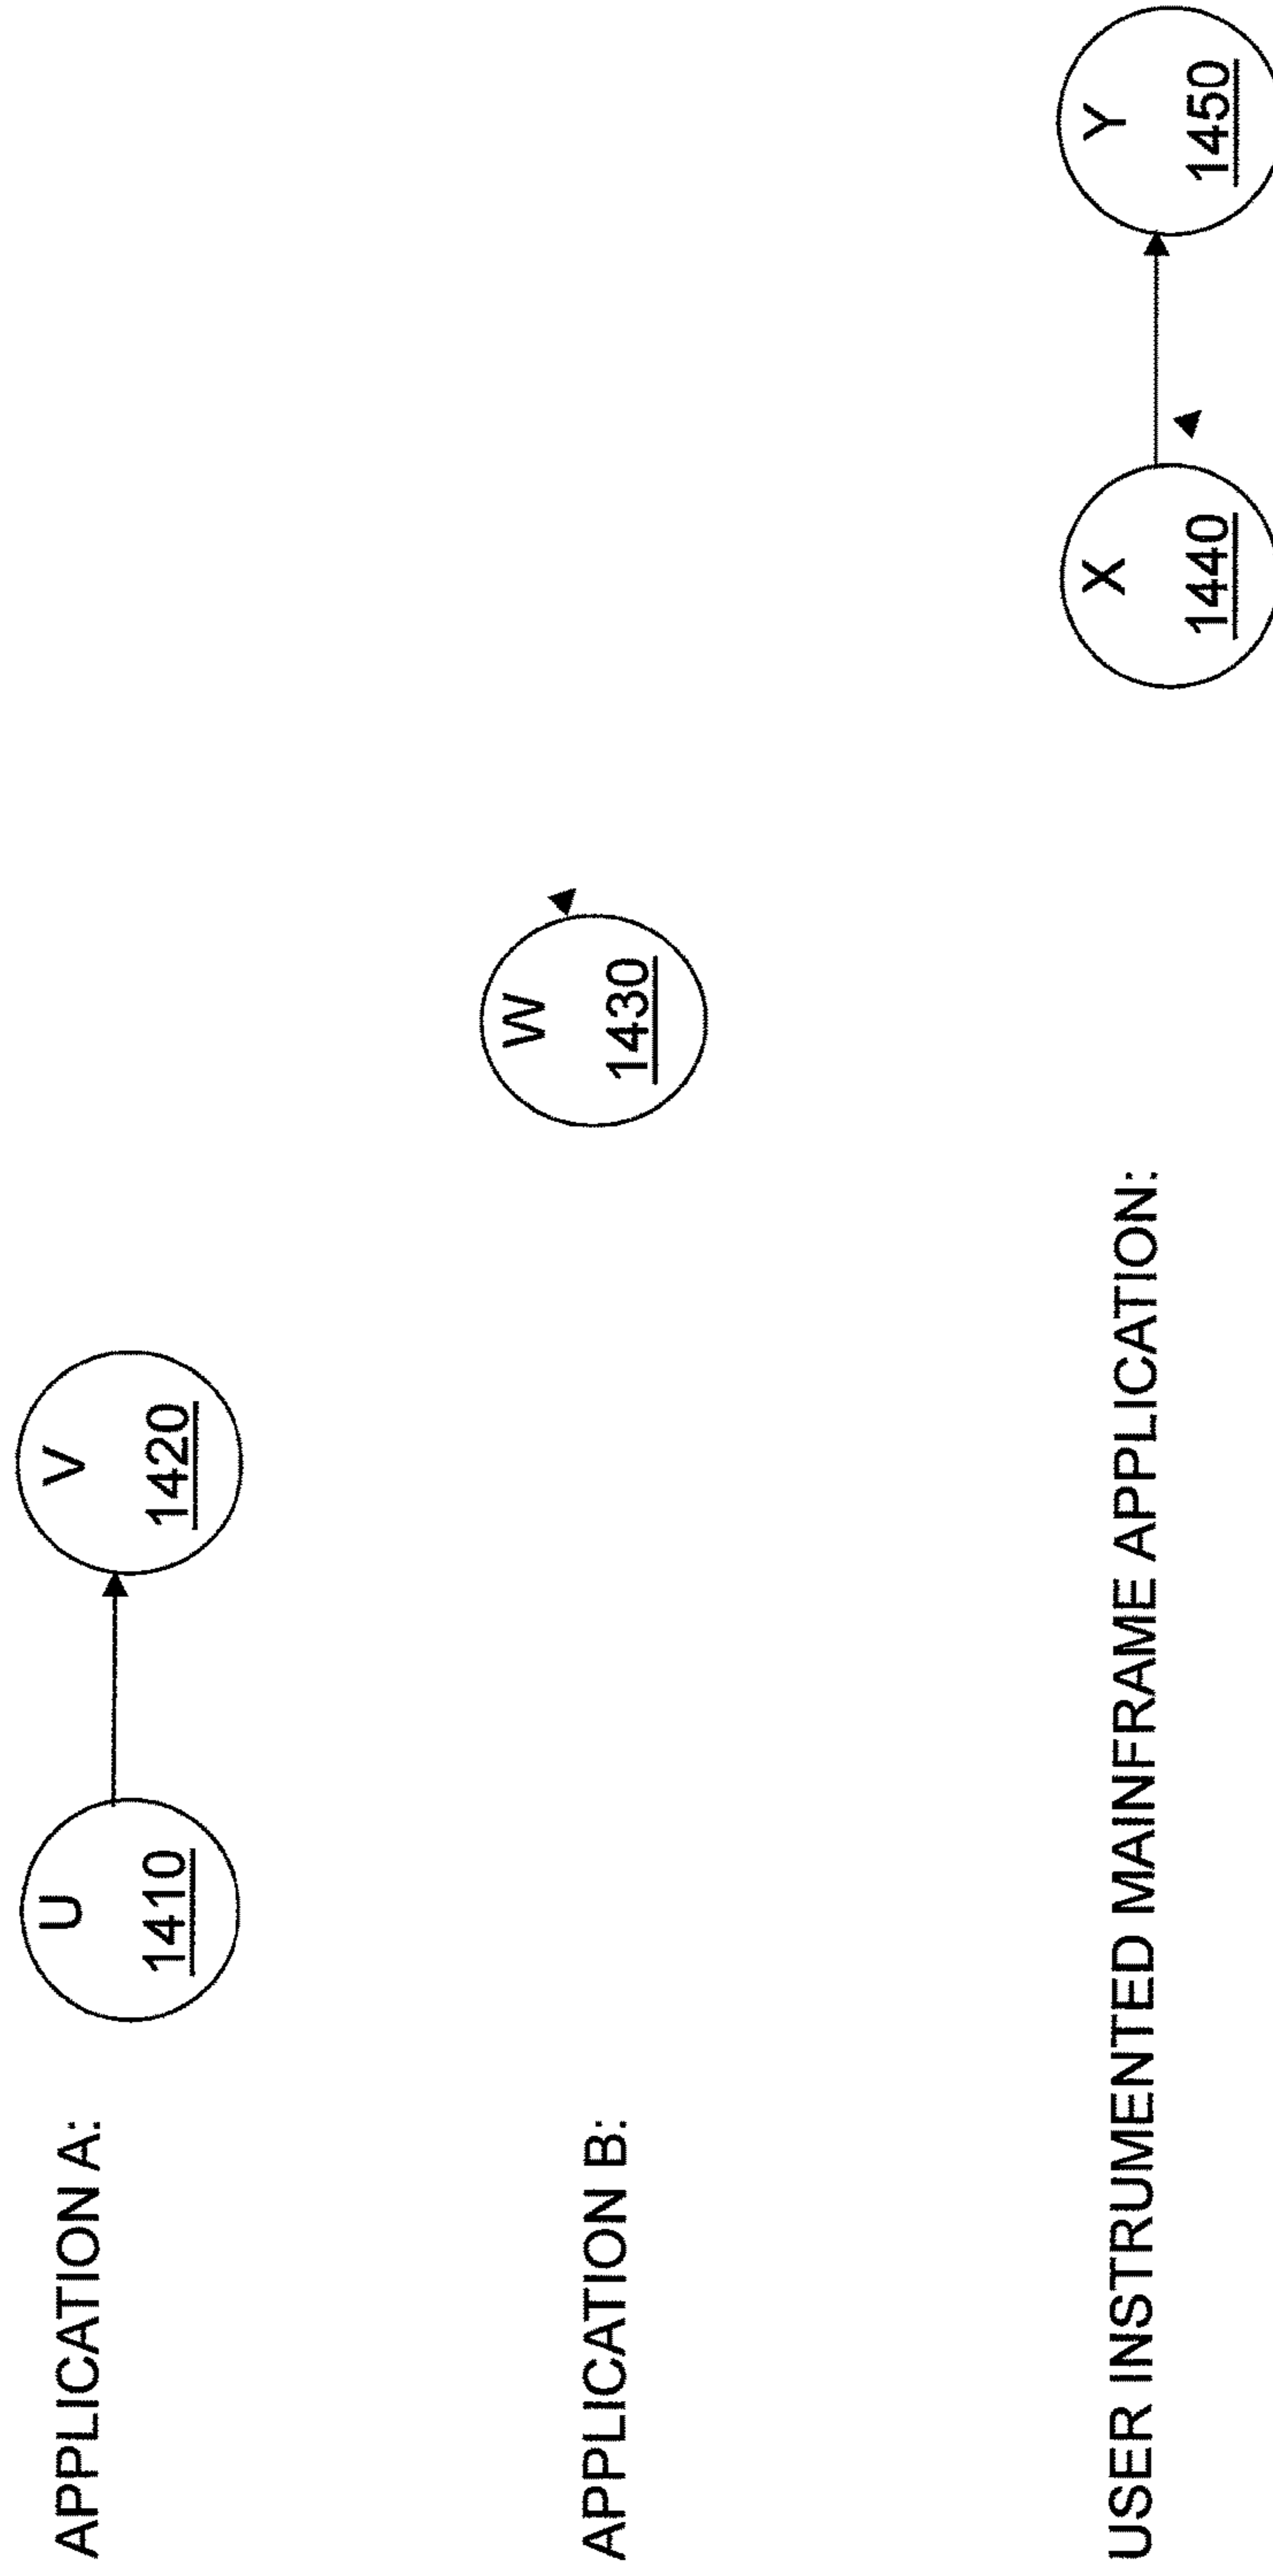 APPLICATION A:
U
1410
V
1420
APPLICATION B:
W
1430
USER INSTRUMENTED MAINFRAME APPLICATION:
X
1440
Y
1450